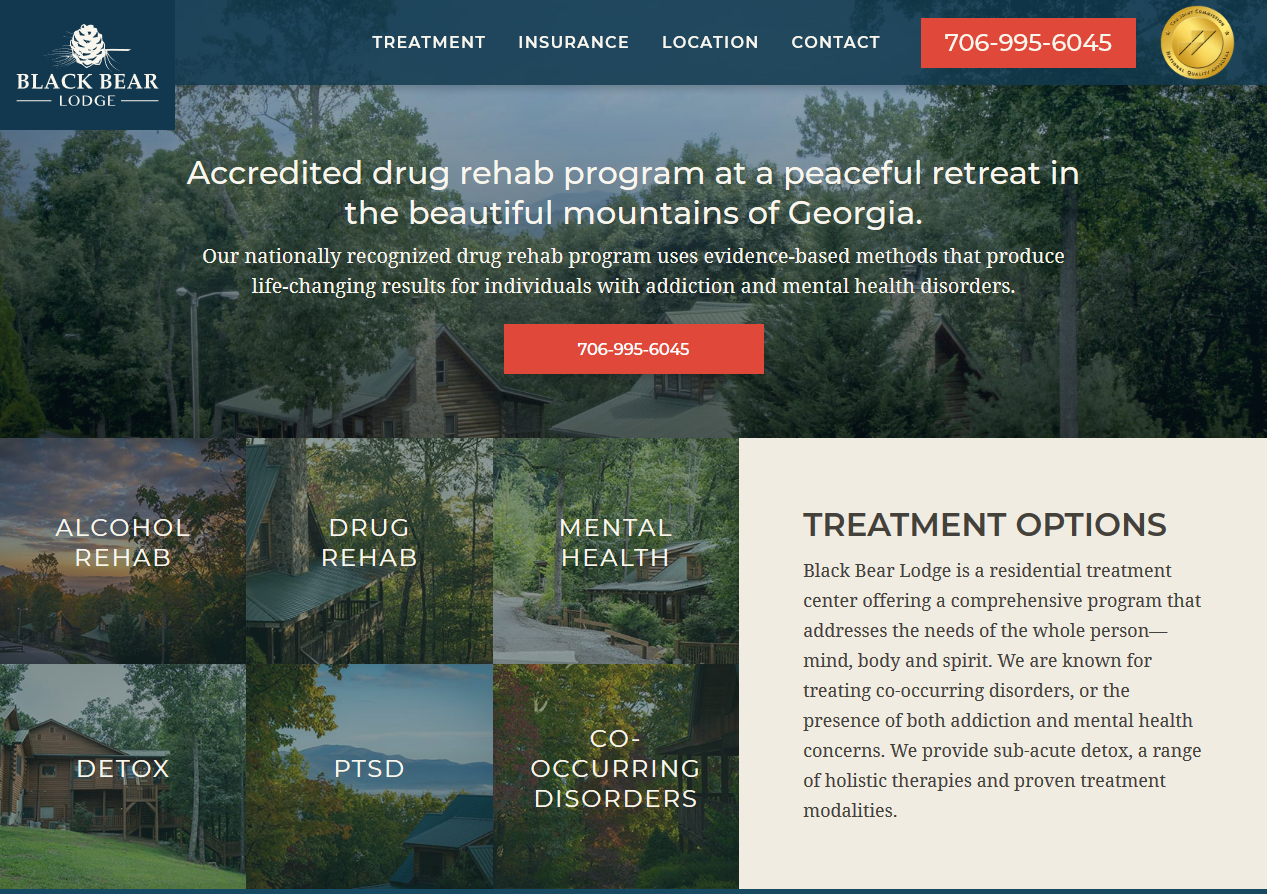 BLACK BEAR
LODGE
TREATMENT INSURANCE LOCATION CONTACT 706-995-6045
Accredited drug rehab program at a peaceful retreat in
the beautiful mountains of Georgia.
Our nationally recognized drug rehab program uses evidence-based methods that produce
life-changing results for individuals with addiction and mental health disorders.
706-995-6045
ALCOHOL
REHAB
DRUG
REHAB
MENTAL
HEALTH
DETOX
PTSD
CO-
OCCURRING
DISORDERS
TREATMENT OPTIONS
Black Bear Lodge is a residential treatment
center offering a comprehensive program that
addresses the needs of the whole person—
mind, body and spirit. We are known for
treating co-occurring disorders, or the
presence of both addiction and mental health
concerns. We provide sub-acute detox, a range
of holistic therapies and proven treatment
modalities.